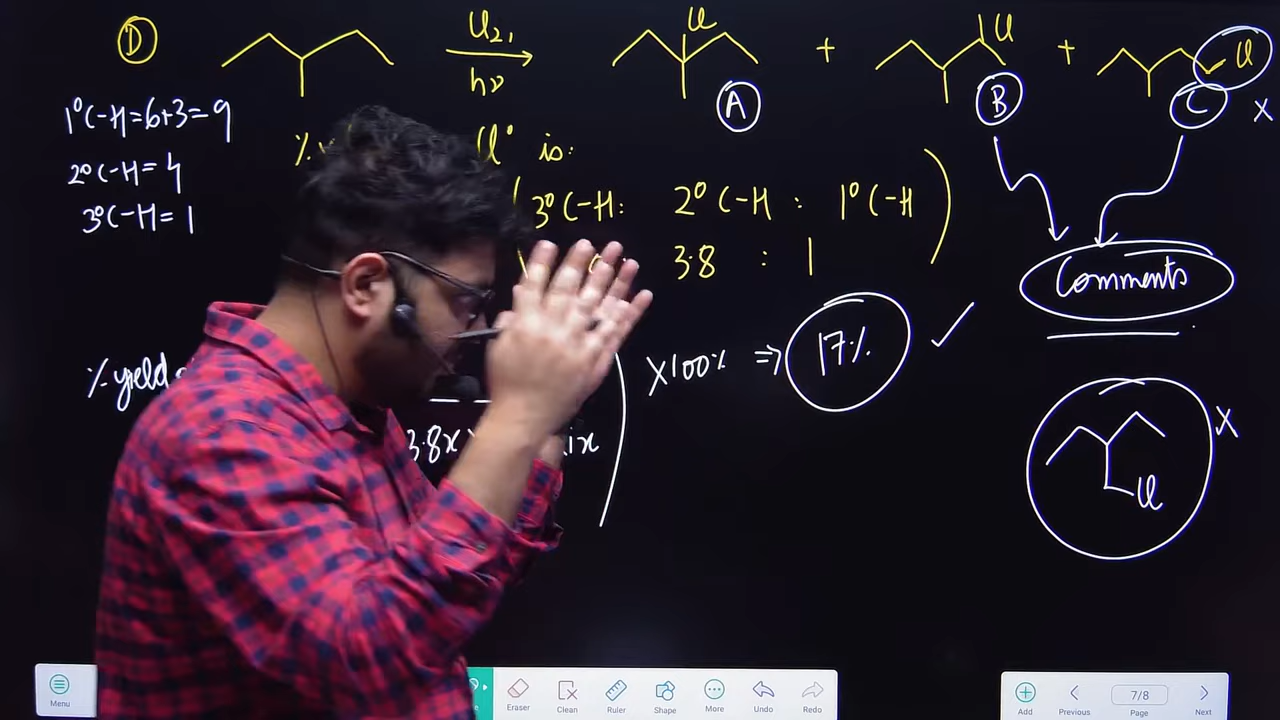 D
Cl2,
hν
Cl
A
+
Cl
B
+
Cl
C
X
1° C-H = 6+3 = 9
2° C-H = 4
3° C-H = 1
Cl° is:
3° C-H : 2° C-H : 1° C-H
3.8 : 1
Comments
% yield
X100% ⇒ 17% ✓
3.8x
1x
Cl
X
Menu
Eraser
Clean
Ruler
Shape
More
Undo
Redo
Add
Previous
7/8
Page
Next